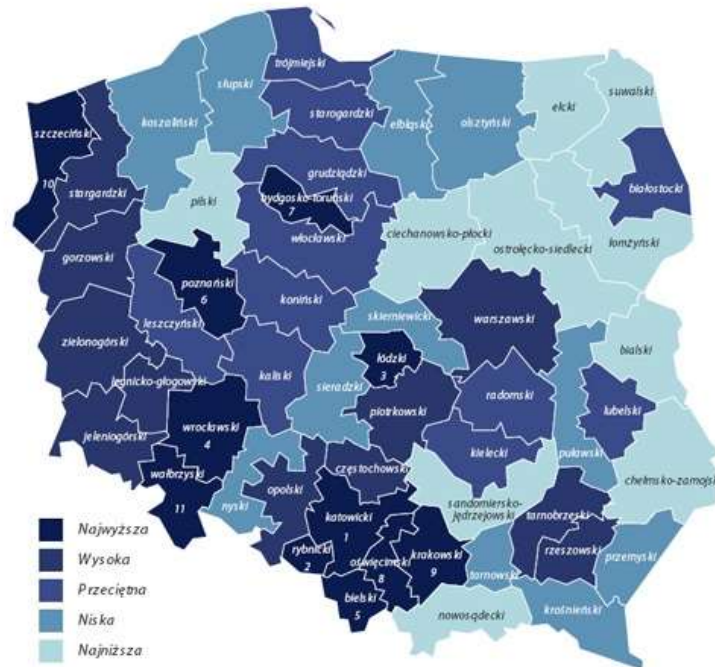 trójmiejski
słupski
koszaliński
starogardzki
elbląski
olsztyński
ełcki
suwalski
szczeciński
10
stargardzki
grudziądzki
białostocki
pilski
bydgosko-toruński
7
włocławski
ciechanowsko-płocki
ostrołęcko-siedlecki
łomżyński
gorzowski
poznański
6
koniński
leszczyński
skierniewicki
warszawski
zielonogórski
łódzki
3
bialski
legnicko-głogowski
kaliski
sieradzki
radomski
piotrkowski
lubelski
jeleniogórski
wrocławski
4
kielecki
puławski
wałbrzyski
11
częstochowski
opolski
nyski
chełmsko-zamojski
sandomiersko-
jędrzejowski
katowicki
1
tarnobrzeski
rybnicki
2
oświęcimski
8
krakowski
9
rzeszowski
przemyski
tarnowski
bielski
5
nowosądecki
krośnieński
Najwyższa
Wysoka
Przeciętna
Niska
Najniższa